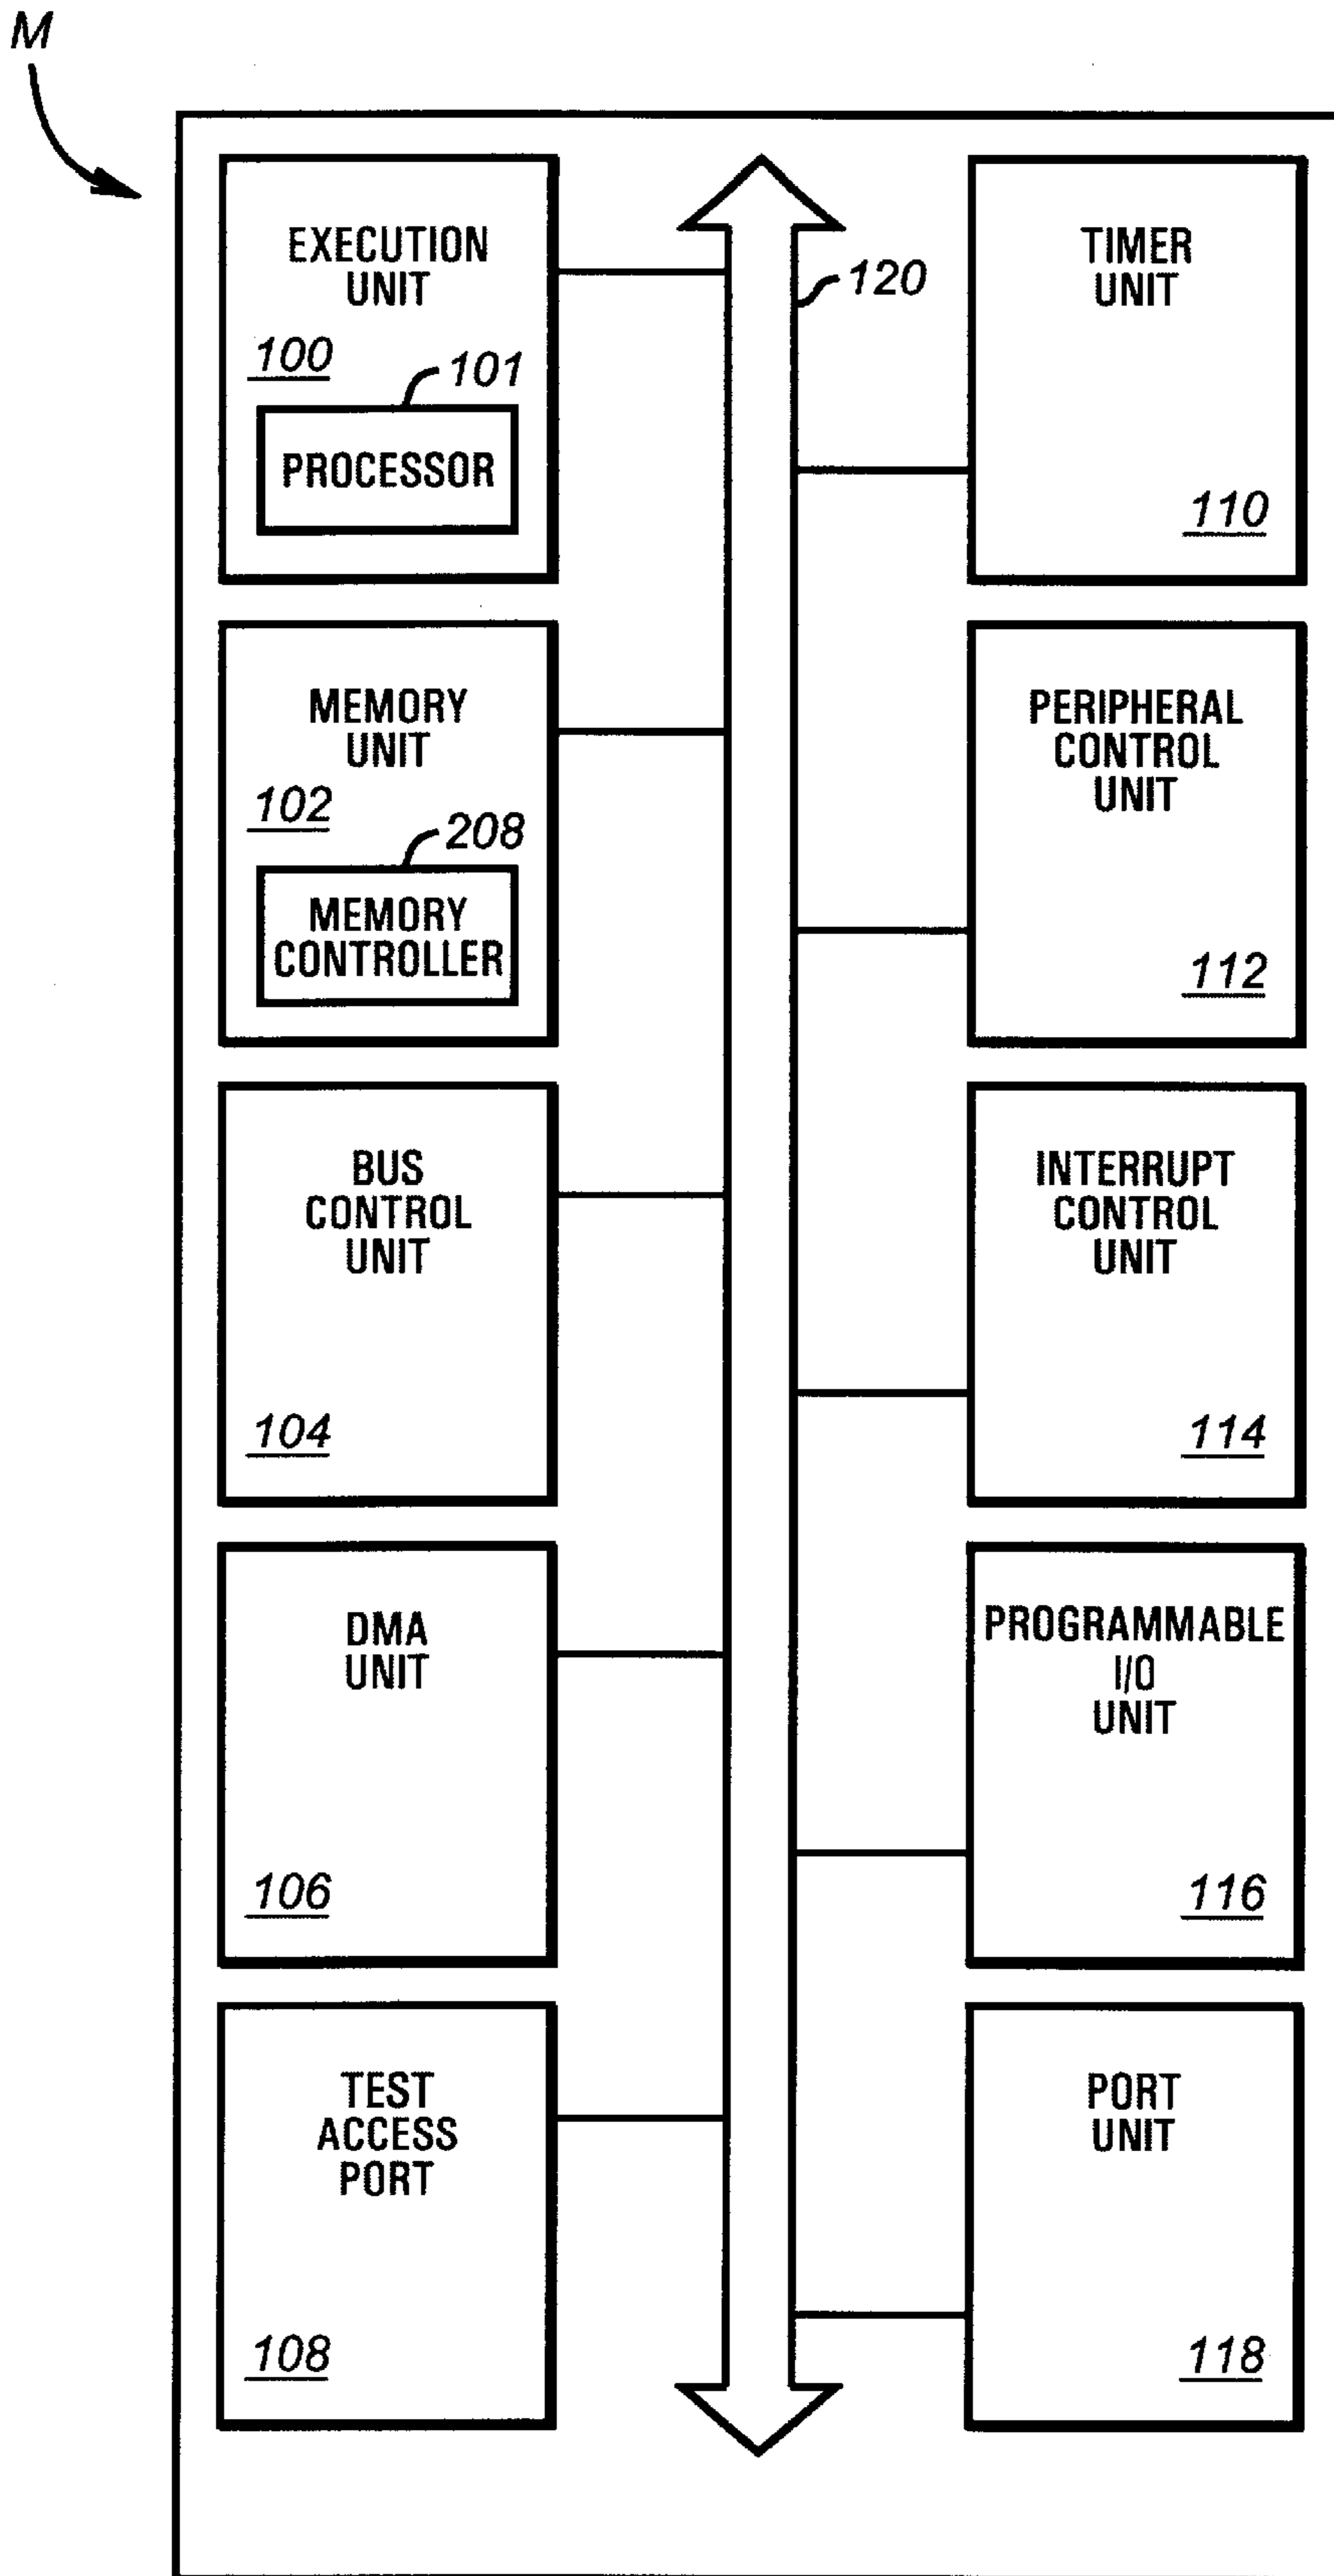 M
EXECUTION
UNIT
100
101
PROCESSOR
MEMORY
UNIT
102
208
MEMORY
CONTROLLER
BUS
CONTROL
UNIT
104
DMA
UNIT
106
TEST
ACCESS
PORT
108
120
TIMER
UNIT
110
PERIPHERAL
CONTROL
UNIT
112
INTERRUPT
CONTROL
UNIT
114
PROGRAMMABLE
I/O
UNIT
116
PORT
UNIT
118